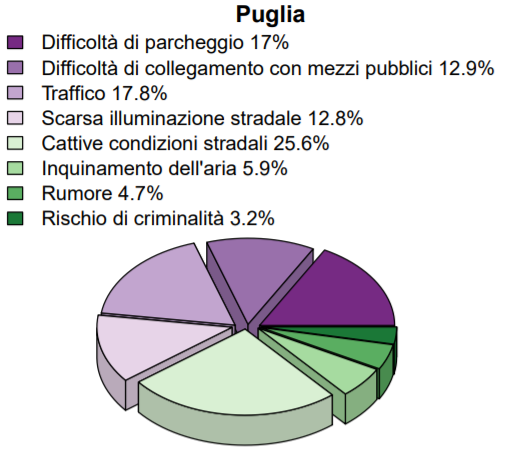 Puglia
Difficoltà di parcheggio 17%
Difficoltà di collegamento con mezzi pubblici 12.9%
Traffico 17.8%
Scarsa illuminazione stradale 12.8%
Cattive condizioni stradali 25.6%
Inquinamento dell'aria 5.9%
Rumore 4.7%
Rischio di criminalità 3.2%